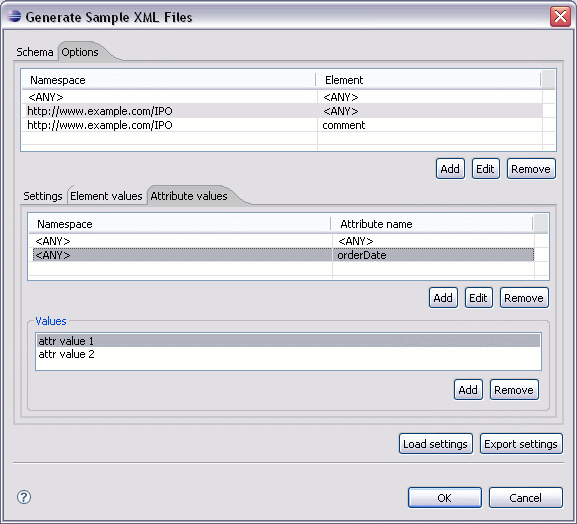 Generate Sample XML Files
Schema Options
Namespace Element
<ANY> <ANY>
http://www.example.com/IPO <ANY>
http://www.example.com/IPO comment
Add Edit Remove
Settings Element values Attribute values
Namespace Attribute name
<ANY> <ANY>
<ANY> orderDate
Add Edit Remove
Values
attr value 1
attr value 2
Add Remove
Load settings Export settings
? OK Cancel